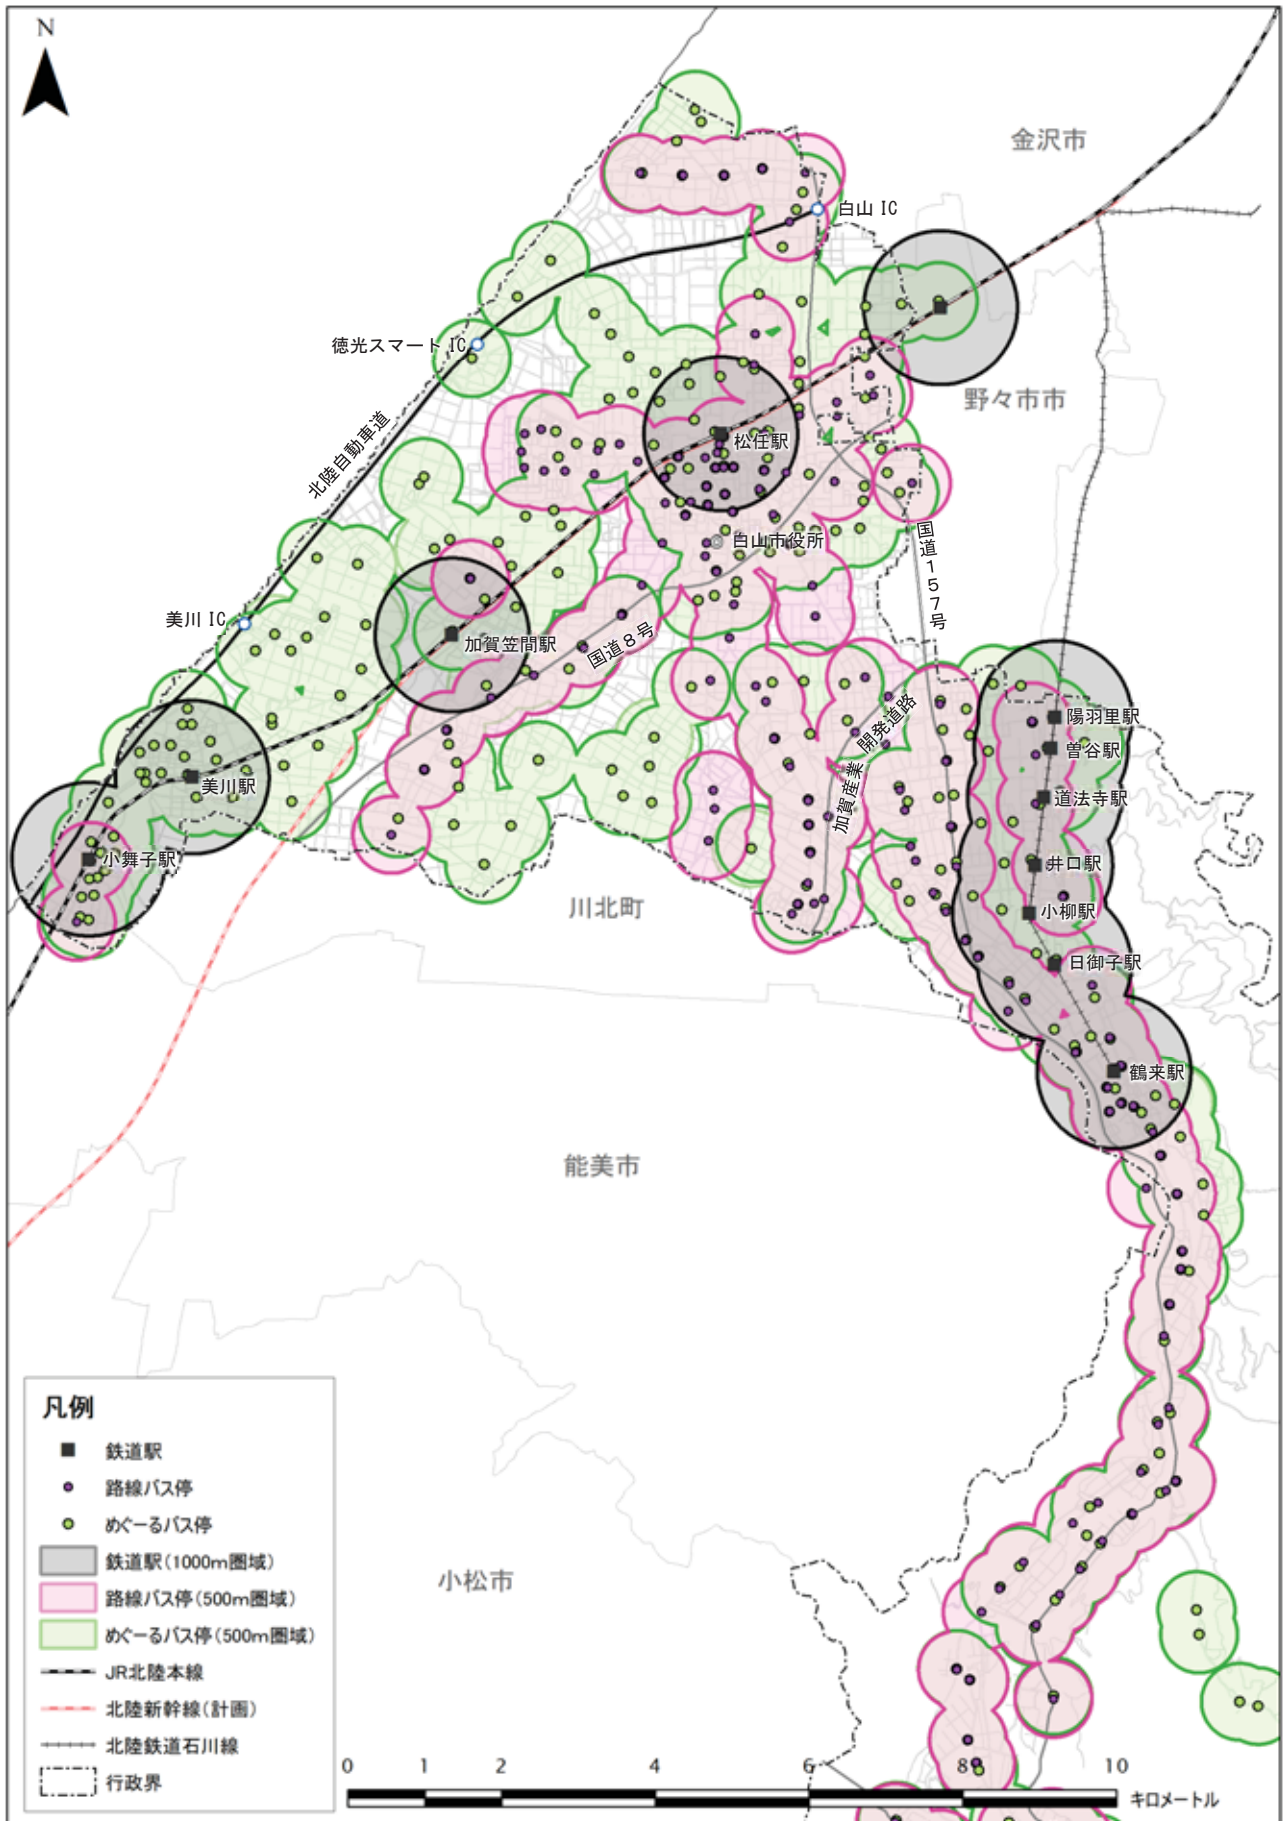 N
金沢市
白山 IC
徳光スマート IC
野々市市
北陸自動車道
松任駅
白山市役所
国道157号
美川 IC
加賀笠間駅
国道8号
陽羽里駅
開発道路
曽谷駅
美川駅
道法寺駅
加賀産業
小舞子駅
井口駅
川北町
小柳駅
日御子駅
鶴来駅
能美市
小松市
凡例
鉄道駅
路線バス停
めぐーるバス停
鉄道駅(1000m圏域)
路線バス停(500m圏域)
めぐーるバス停(500m圏域)
JR北陸本線
北陸新幹線(計画)
北陸鉄道石川線
行政界
0 1 2 4 6 8 10
キロメートル